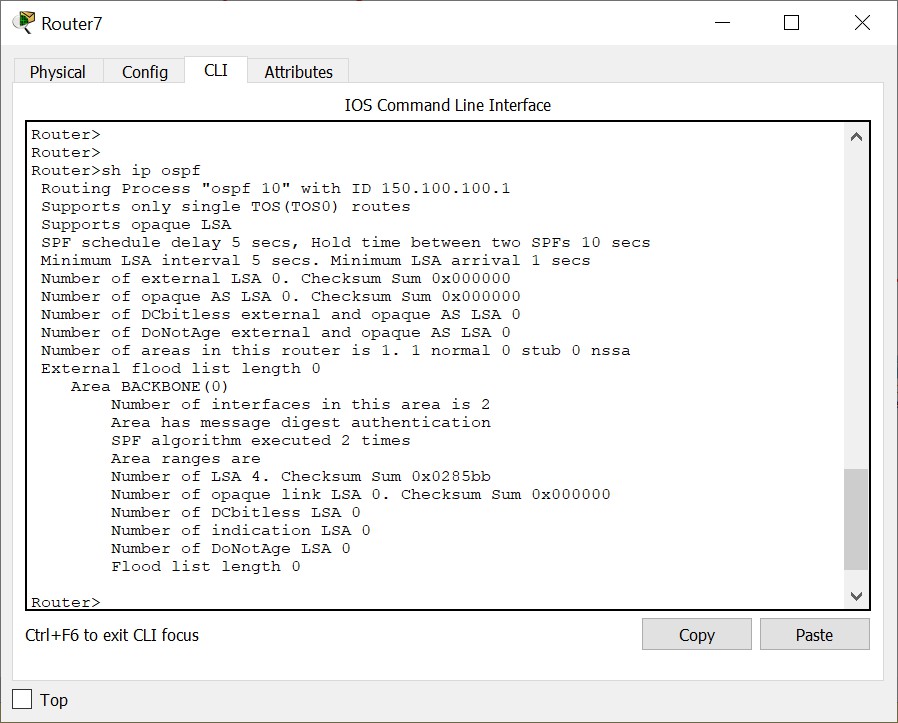 Router7
Physical Config CLI Attributes
IOS Command Line Interface
Router>
Router>
Router>sh ip ospf
Routing Process "ospf 10" with ID 150.100.100.1
Supports only single TOS(TOS0) routes
Supports opaque LSA
SPF schedule delay 5 secs, Hold time between two SPFs 10 secs
Minimum LSA interval 5 secs. Minimum LSA arrival 1 secs
Number of external LSA 0. Checksum Sum 0x000000
Number of opaque AS LSA 0. Checksum Sum 0x000000
Number of DCbitless external and opaque AS LSA 0
Number of DoNotAge external and opaque AS LSA 0
Number of areas in this router is 1. 1 normal 0 stub 0 nssa
External flood list length 0
Area BACKBONE(0)
Number of interfaces in this area is 2
Area has message digest authentication
SPF algorithm executed 2 times
Area ranges are
Number of LSA 4. Checksum Sum 0x0285bb
Number of opaque link LSA 0. Checksum Sum 0x000000
Number of DCbitless LSA 0
Number of indication LSA 0
Number of DoNotAge LSA 0
Flood list length 0
Router>
Ctrl+F6 to exit CLI focus Copy Paste
Top